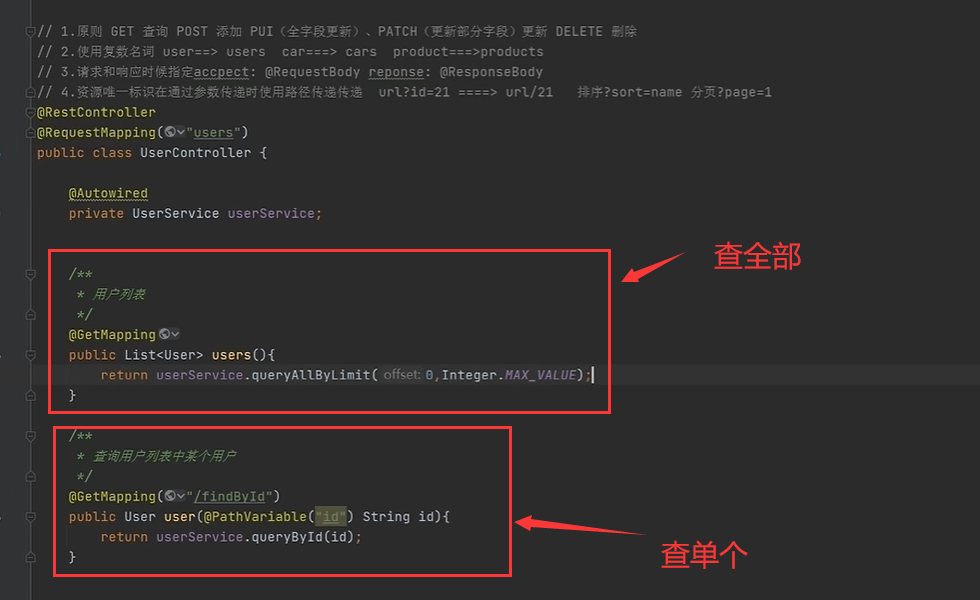 // 1.原则 GET 查询 POST 添加 PUI（全字段更新）、PATCH（更新部分字段）更新 DELETE 删除
// 2.使用复数名词 user==> users car===> cars product===>products
// 3.请求和响应时候指定accpect: @RequestBody reponse: @ResponseBody
// 4.资源唯一标识在通过参数传递时使用路径传递传递 url?id=21 ====> url/21 排序?sort=name 分页?page=1
@RestController
@RequestMapping("users")
public class UserController {
@Autowired
private UserService userService;
查全部
/**
* 用户列表
*/
@GetMapping
public List<User> users(){
return userService.queryAllByLimit( offset: 0,Integer.MAX_VALUE);
}
/**
* 查询用户列表中某个用户
*/
@GetMapping("/findById")
public User user(@PathVariable("id") String id){
return userService.queryById(id);
}
查单个